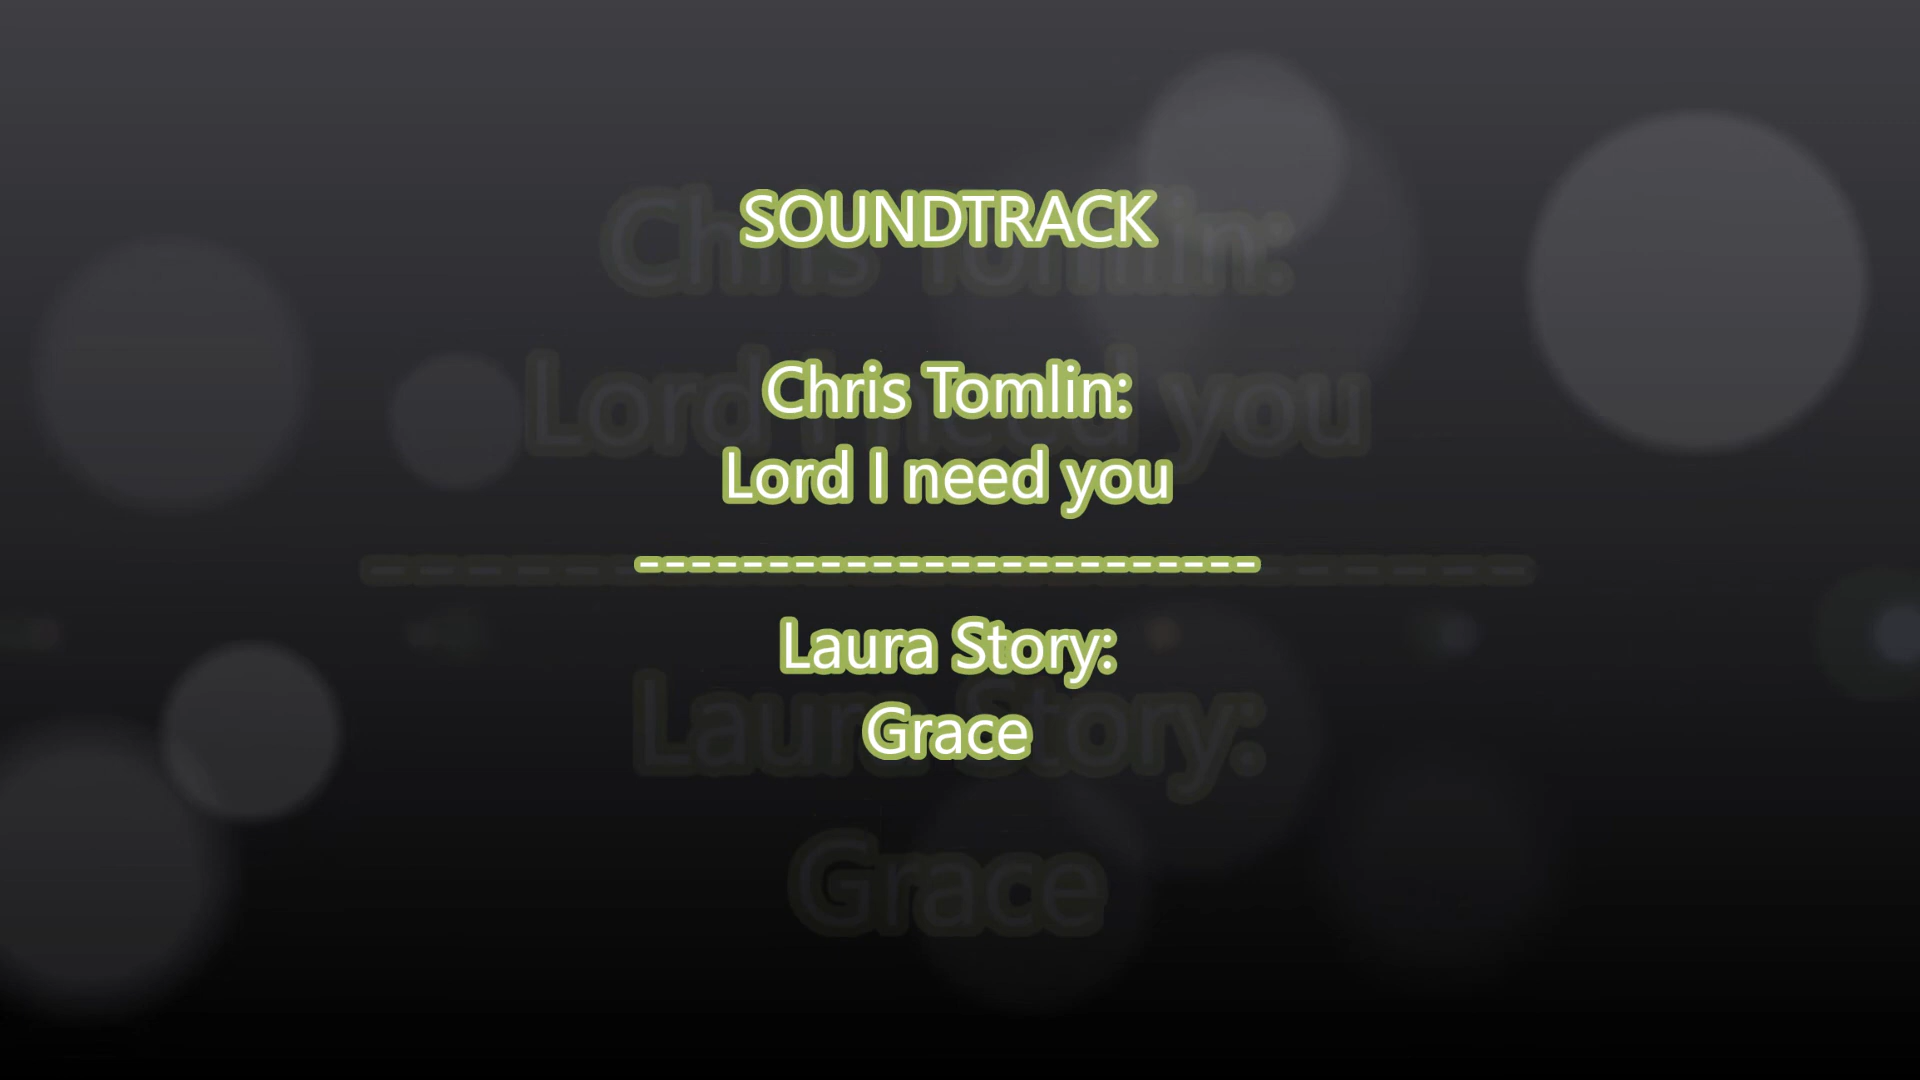 SOUNDTRACK
Chris Tomlin:
Lord I need you
------------------------
Laura Story:
Grace